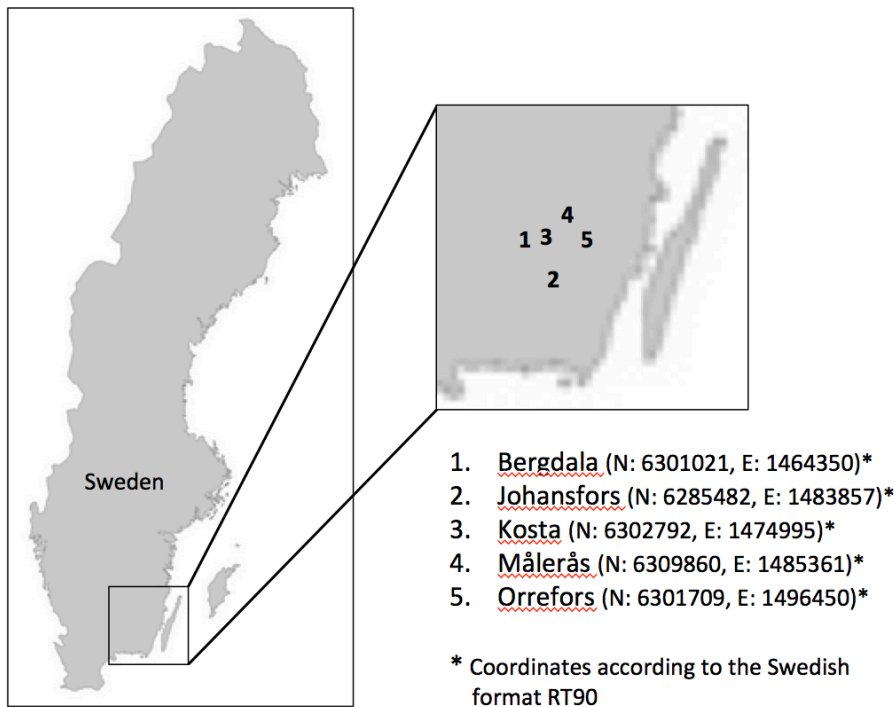 Sweden
4
1 3 5
2
1. Bergdala (N: 6301021, E: 1464350)*
2 Johansfors (N: 6285482, E: 1483857)*
3 Kosta (N: 6302792, E: 1474995)*
4 Målerås (N: 6309860, E: 1485361)*
5 Orrefors (N: 6301709, E: 1496450)*
* Coordinates according to the Swedish
format RT90